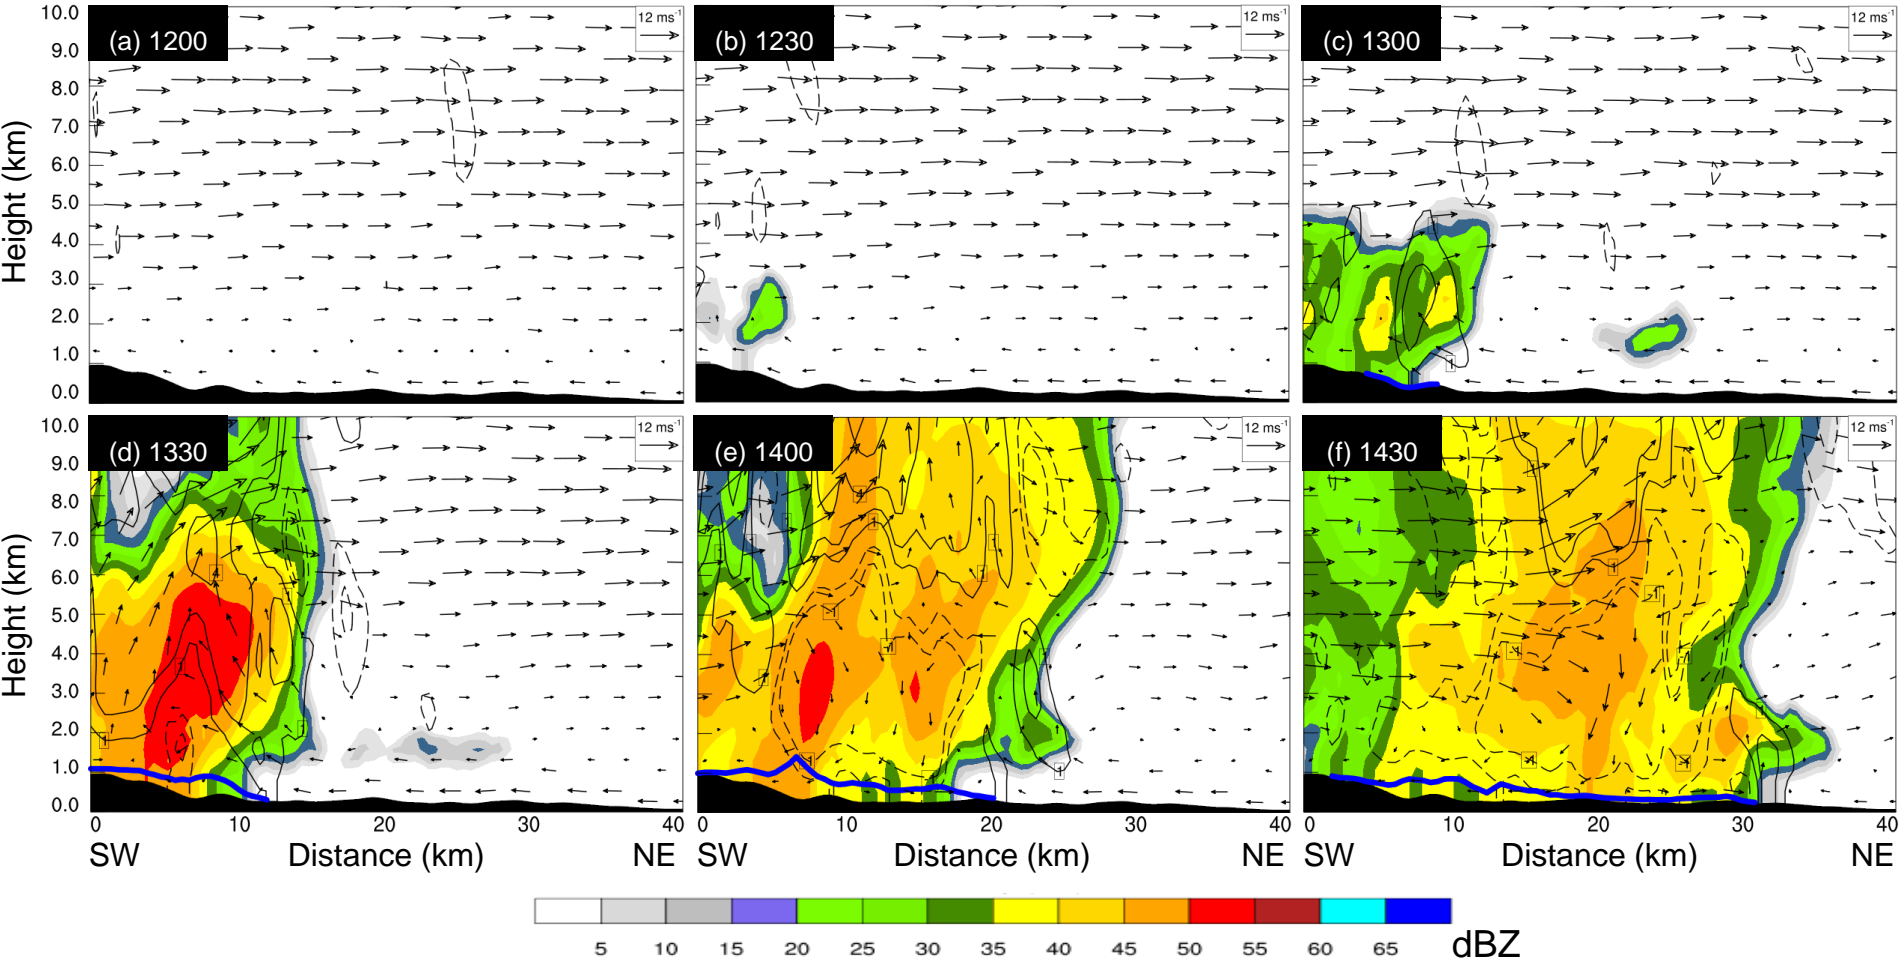 (a) 1200
12 ms-1
(b) 1230
12 ms-1
(c) 1300
12 ms-1
10.0
9.0
8.0
7.0
6.0
5.0
4.0
3.0
2.0
1.0
0.0
Height (km)
(d) 1330
12 ms-1
(e) 1400
12 ms-1
(f) 1430
12 ms-1
10.0
9.0
8.0
7.0
6.0
5.0
4.0
3.0
2.0
1.0
0.0
Height (km)
0 10 20 30 40
0 10 20 30 40
0 10 20 30 40
SW Distance (km) NE
SW Distance (km) NE
SW Distance (km) NE
5 10 15 20 25 30 35 40 45 50 55 60 65 dBZ